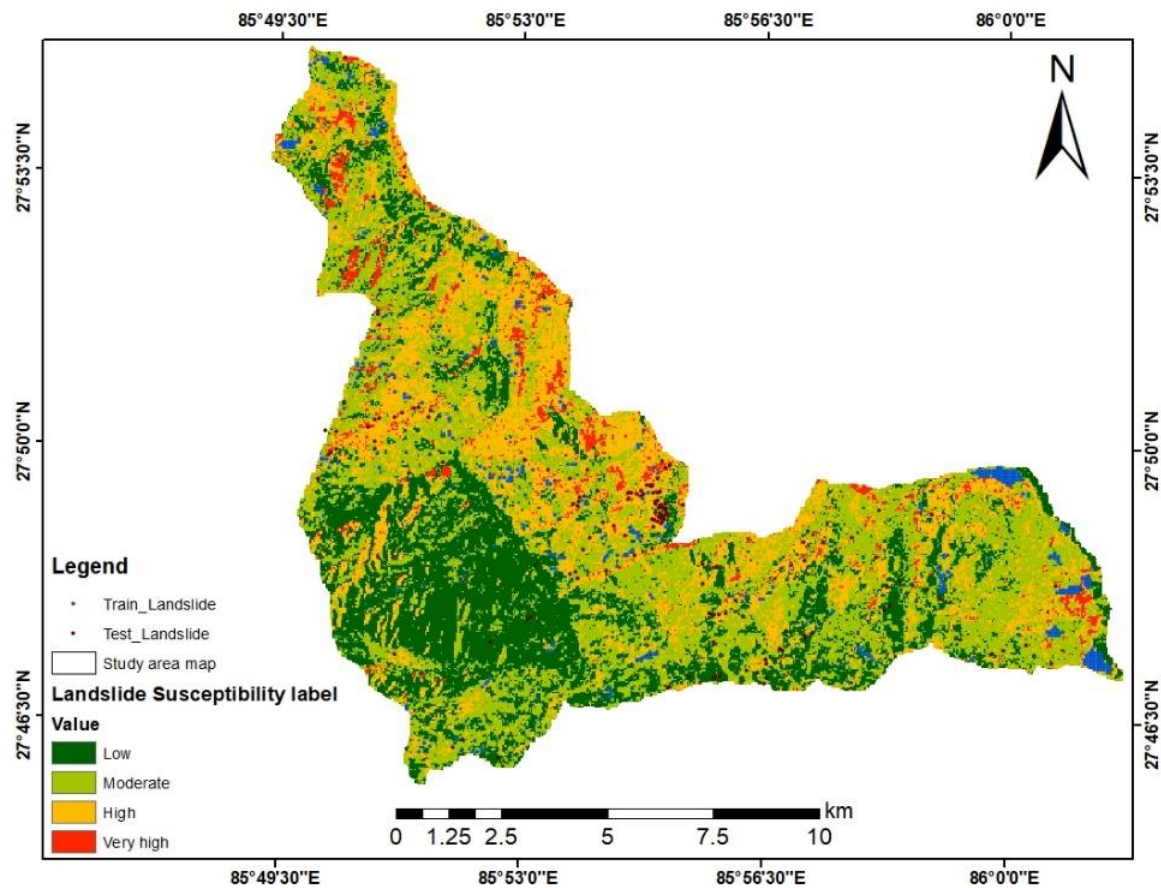 85°49'30"E 85°53'0"E 85°56'30"E 86°0'0"E
N
27°53'30"N 27°53'30"N
27°50'0"N 27°50'0"N
Legend
Train_Landslide
Test_Landslide
Study area map
Landslide Susceptibility label
Value
27°46'30"N 27°46'30"N
Low
Moderate
High
km
Very high
0 1.25 2.5 5 7.5 10
85°49'30"E 85°53'0"E 85°56'30"E 86°0'0"E